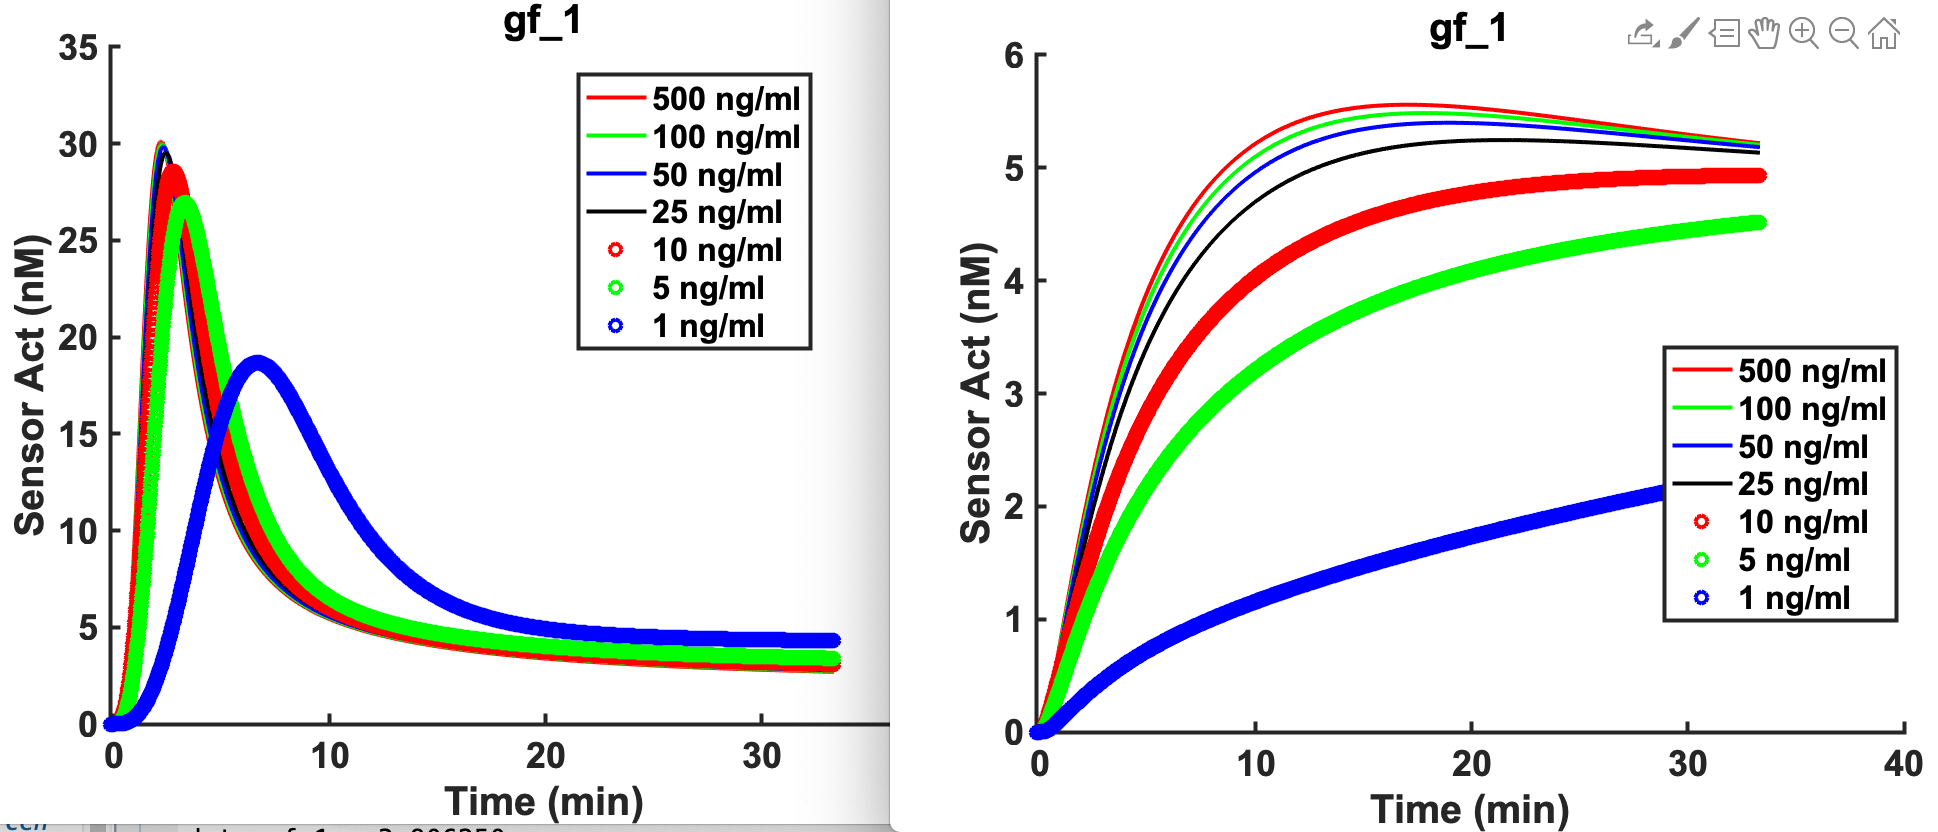 gf_1
35
30
25
20
15
10
5
0
0 10 20 30
Sensor Act (nM)
Time (min)
500 ng/ml
100 ng/ml
50 ng/ml
25 ng/ml
10 ng/ml
5 ng/ml
1 ng/ml
gf_1
6
5
4
3
2
1
0
0 10 20 30 40
Sensor Act (nM)
Time (min)
500 ng/ml
100 ng/ml
50 ng/ml
25 ng/ml
10 ng/ml
5 ng/ml
1 ng/ml